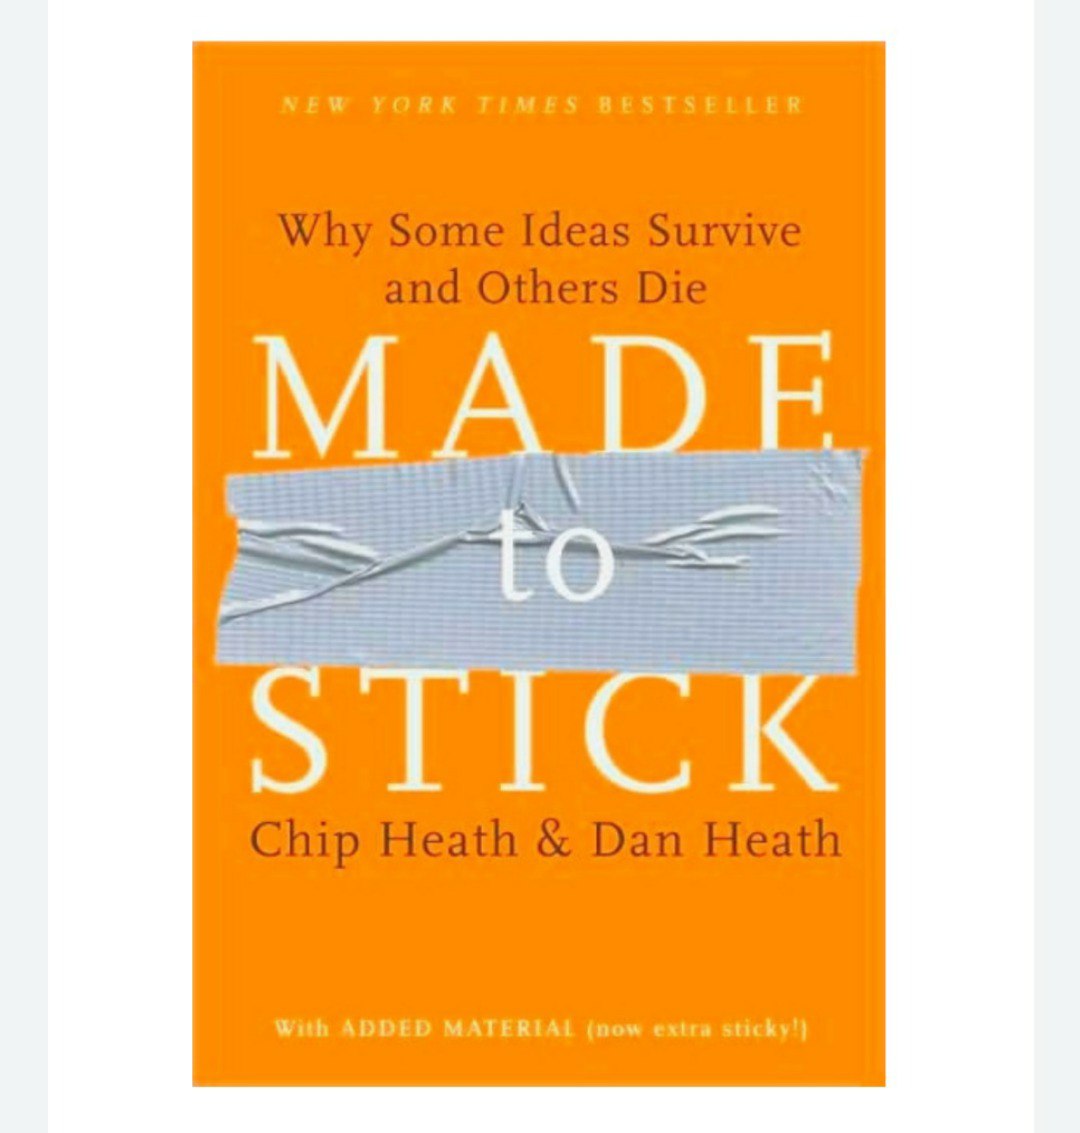 NEW YORK TIMES BESTSELLER
Why Some Ideas Survive
and Others Die
MADE
to
STICK
Chip Heath & Dan Heath
With ADDED MATERIAL (now extra sticky!)